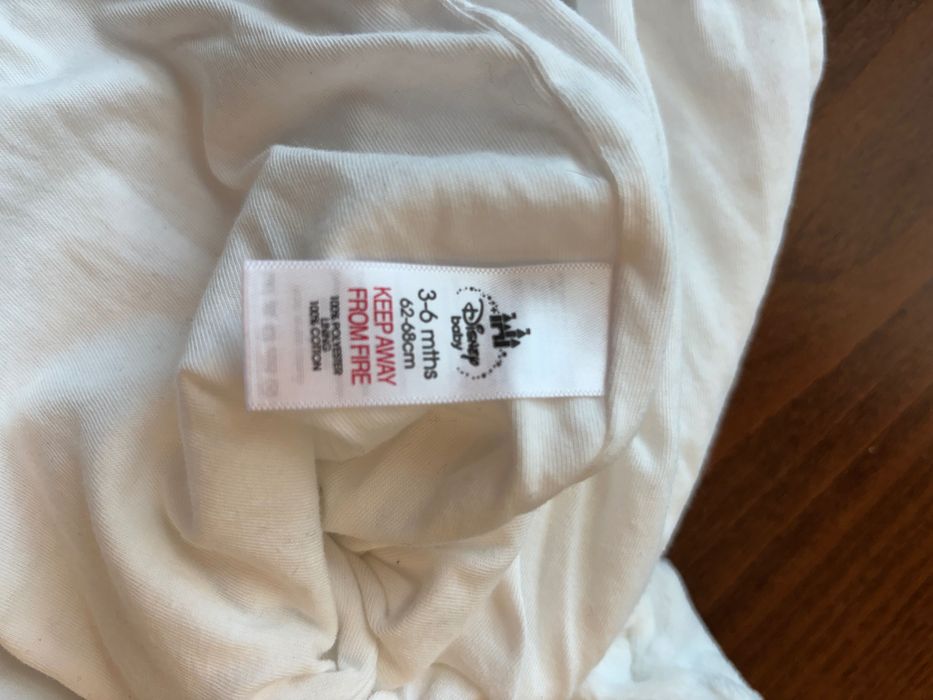 Disney
baby
3-6 mths
62-68cm
KEEP AWAY
FROM FIRE
100% POLYESTER
LINING
100% COTTON